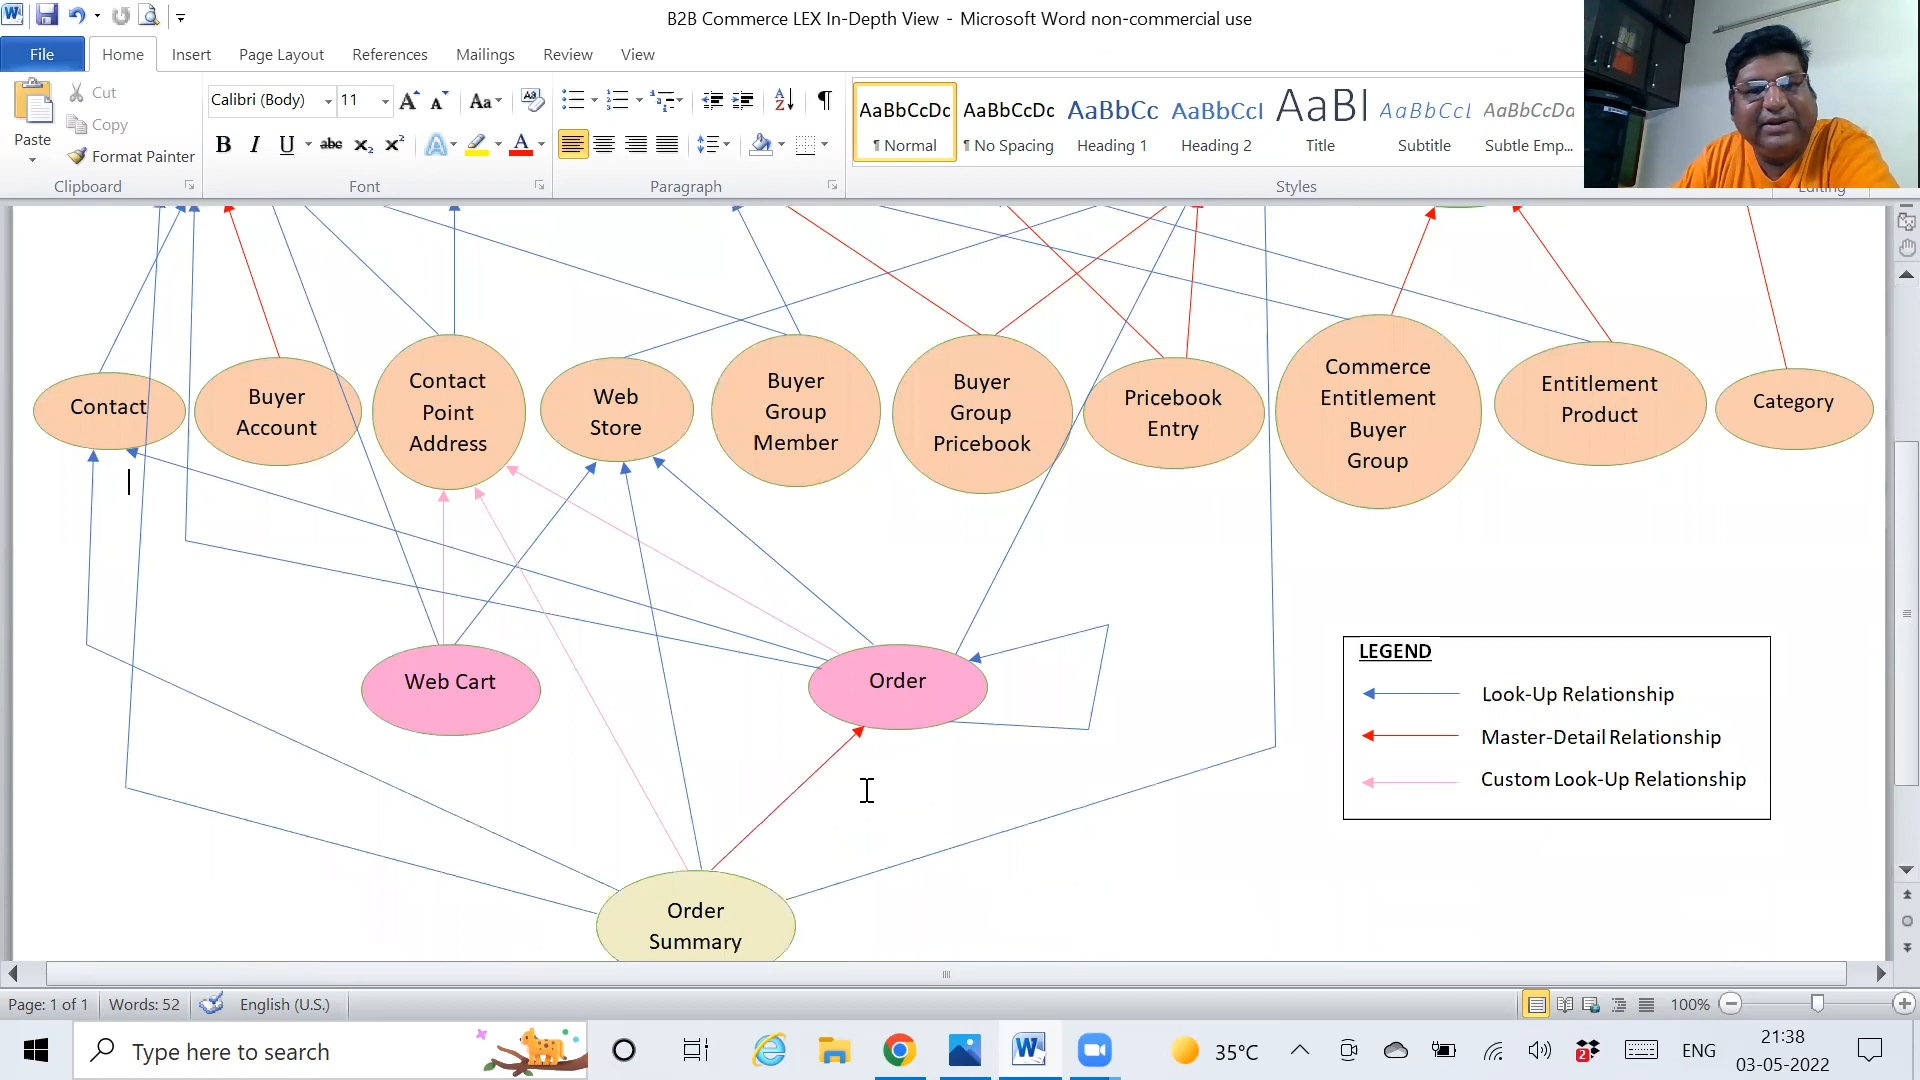 B2B Commerce LEX In-Depth View - Microsoft Word non-commercial use
File Home Insert Page Layout References Mailings Review View
Paste
Cut
Copy
Format Painter
Clipboard
Calibri (Body) 11
Font
Paragraph
AaBbCcDc
¶ Normal
AaBbCcDc
¶ No Spacing
AaBbCc
Heading 1
AaBbCcI
Heading 2
AaBI
Title
AaBbCcI
Subtitle
AaBbCcDa
Subtle Emp...
Styles
Editing
Contact
Buyer
Account
Contact
Point
Address
Web
Store
Buyer
Group
Member
Buyer
Group
Pricebook
Pricebook
Entry
Commerce
Entitlement
Buyer
Group
Entitlement
Product
Category
Web Cart
Order
Order
Summary
LEGEND
Look-Up Relationship
Master-Detail Relationship
Custom Look-Up Relationship
Page: 1 of 1 Words: 52 English (U.S.) 100%
Type here to search
35°C
2
ENG
21:38
03-05-2022